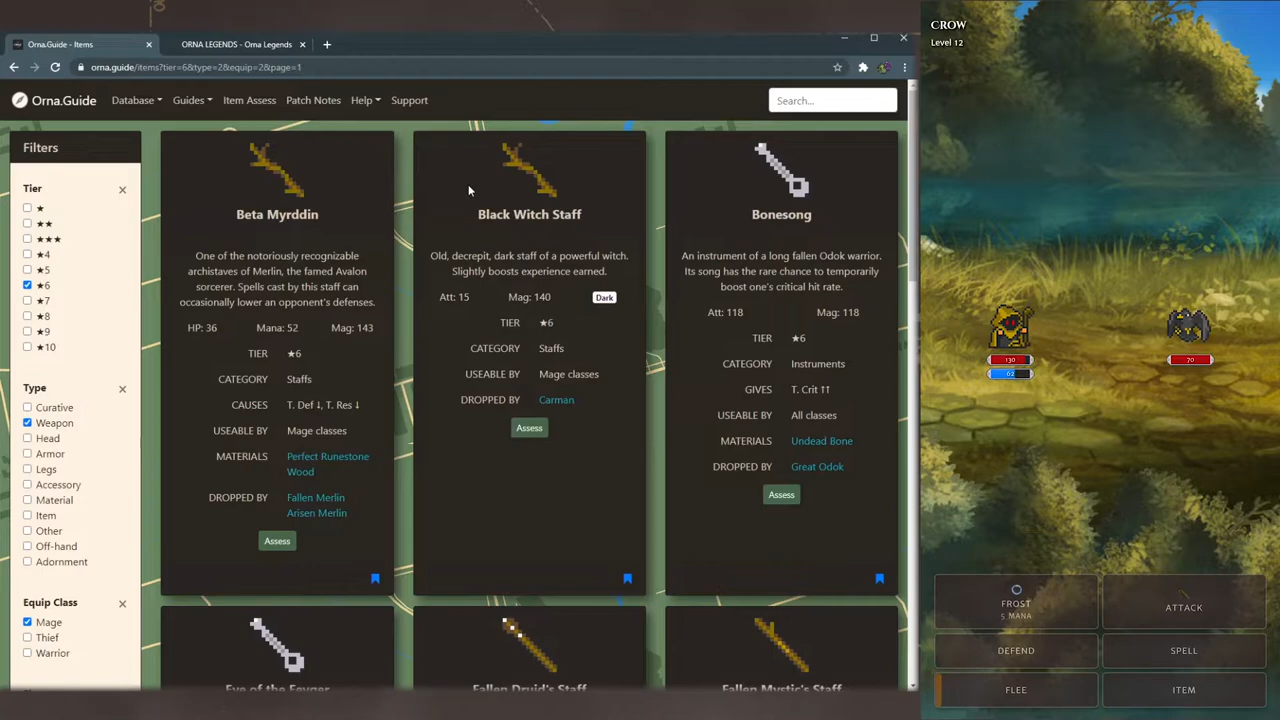 Orna.Guide - Items
ORNA LEGENDS - Orna Legends
orna.guide/items?tier=6&type=2&equip=2&page=1
Orna.Guide
Database
Guides
Item Assess
Patch Notes
Help
Support
Search...
Filters
Tier
★
★★
★★★
★4
★5
★6
★7
★8
★9
★10
Type
Curative
Weapon
Head
Armor
Legs
Accessory
Material
Item
Other
Off-hand
Adornment
Equip Class
Mage
Thief
Warrior
Beta Myrddin
One of the notoriously recognizable
archistaves of Merlin, the famed Avalon
sorcerer. Spells cast by this staff can
occasionally lower an opponent's defenses.
HP: 36 Mana: 52 Mag: 143
TIER ★6
CATEGORY Staffs
CAUSES T. Def ↓, T. Res ↓
USEABLE BY Mage classes
MATERIALS Perfect Runestone
Wood
DROPPED BY Fallen Merlin
Arisen Merlin
Assess
Black Witch Staff
Old, decrepit, dark staff of a powerful witch.
Slightly boosts experience earned.
Att: 15 Mag: 140 Dark
TIER ★6
CATEGORY Staffs
USEABLE BY Mage classes
DROPPED BY Carman
Assess
Bonesong
An instrument of a long fallen Odok warrior.
Its song has the rare chance to temporarily
boost one's critical hit rate.
Att: 118 Mag: 118
TIER ★6
CATEGORY Instruments
GIVES T. Crit ↑↑
USEABLE BY All classes
MATERIALS Undead Bone
DROPPED BY Great Odok
Assess
Eye of the Feyger
Fallen Druid's Staff
Fallen Mystic's Staff
CROW
Level 12
130
62
70
FROST
5 MANA
ATTACK
DEFEND
SPELL
FLEE
ITEM